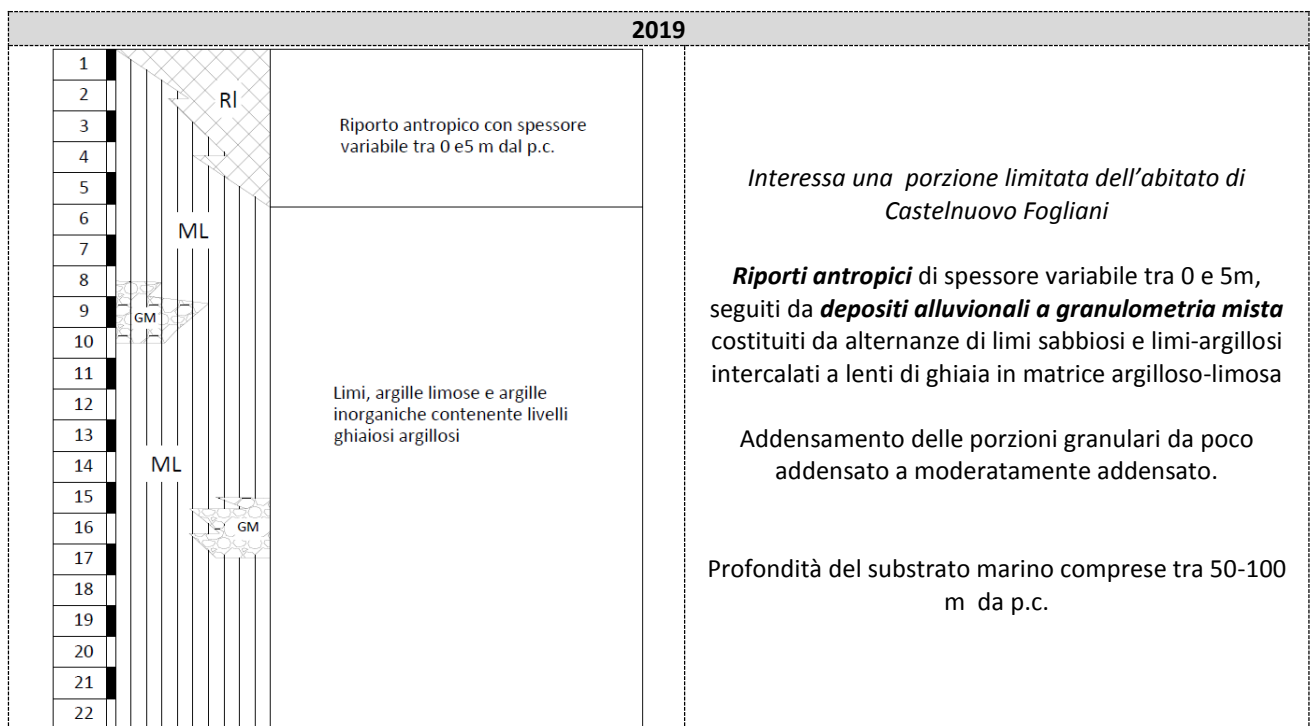 2019
1
2
3
4
5
6
7
8
9
10
11
12
13
14
15
16
17
18
19
20
21
22
RI
ML
GM
ML
GM
Riporto antropico con spessore
variabile tra 0 e5 m dal p.c.
Limi, argille limose e argille
inorganiche contenente livelli
ghiaiosi argillosi
Interessa una porzione limitata dell'abitato di
Castelnuovo Fogliani
Riporti antropici di spessore variabile tra 0 e 5m,
seguiti da depositi alluvionali a granulometria mista
costituiti da alternanze di limi sabbiosi e limi-argillosi
intercalati a lenti di ghiaia in matrice argilloso-limosa
Addensamento delle porzioni granulari da poco
addensato a moderatamente addensato.
Profondità del substrato marino comprese tra 50-100
m da p.c.